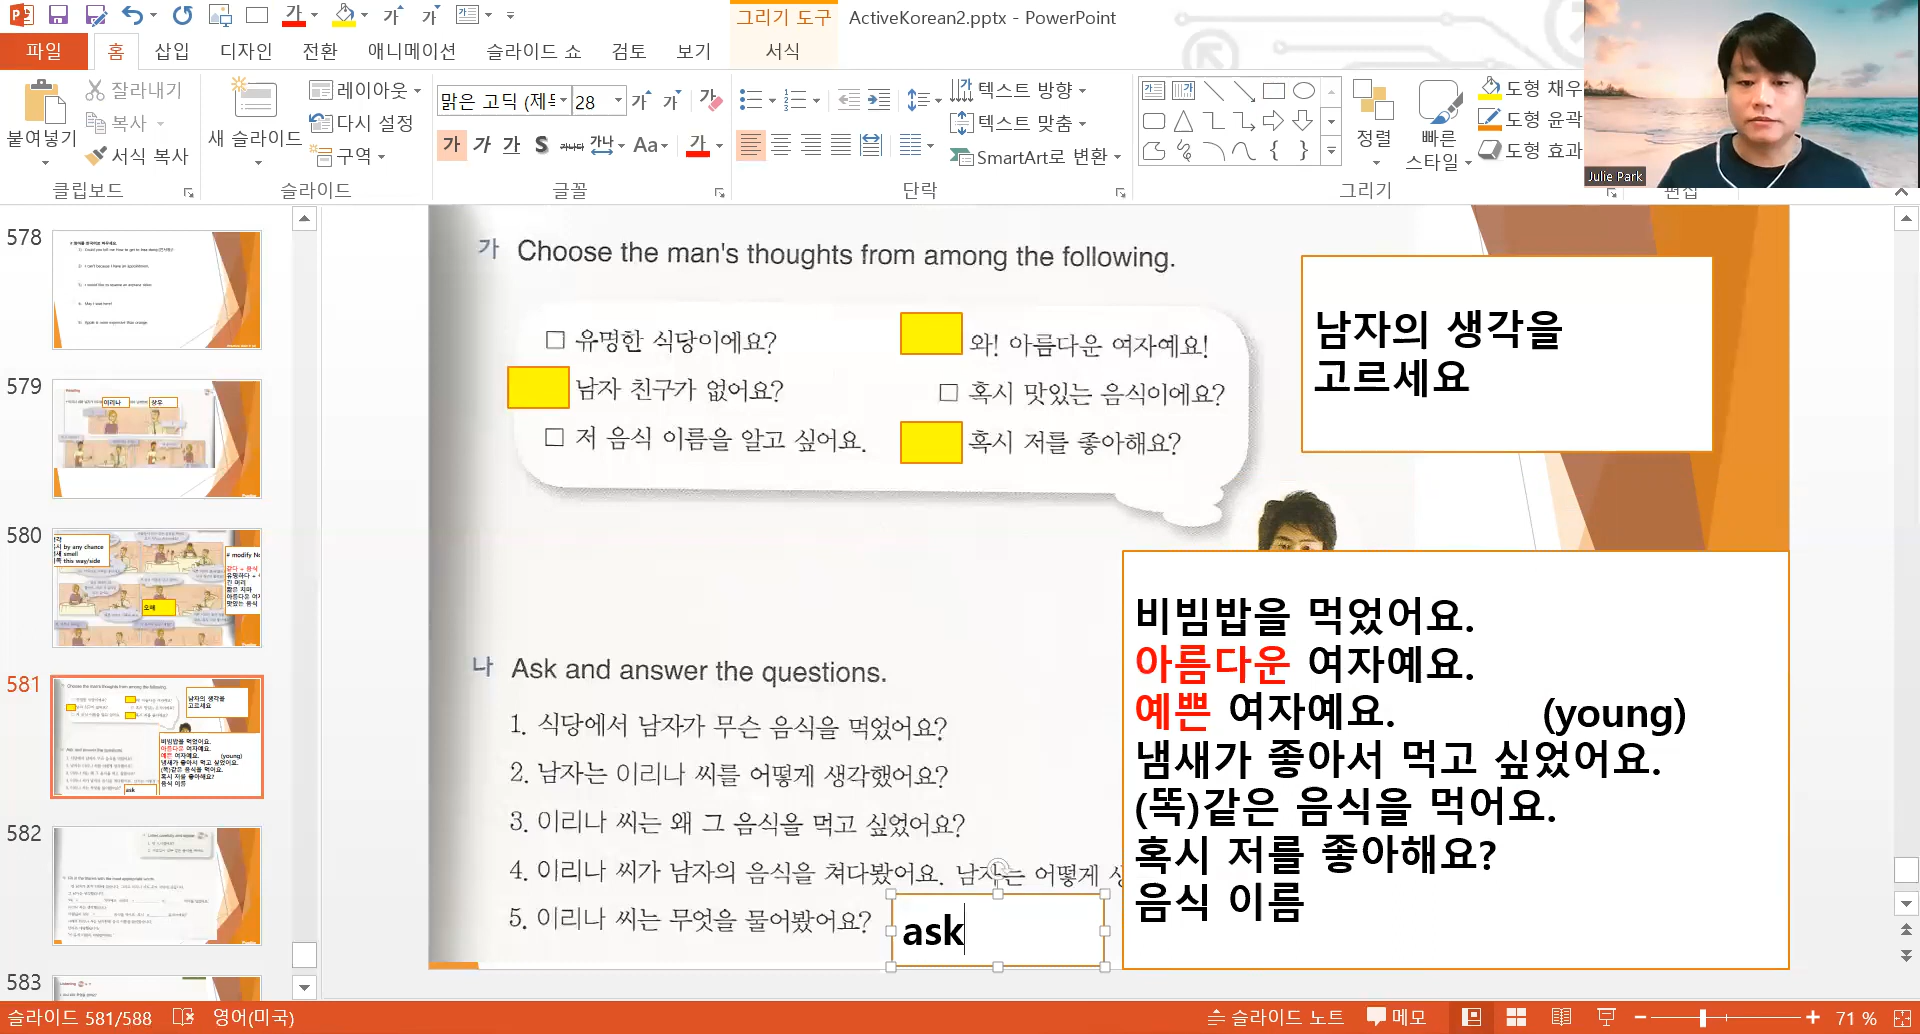 그리기 도구
ActiveKorean2.pptx - PowerPoint
파일
홈
삽입
디자인
전환
애니메이션
슬라이드 쇼
검토
보기
서식
붙여넣기
잘라내기
복사
서식 복사
클립보드
새 슬라이드
레이아웃
다시 설정
구역
슬라이드
맑은 고딕 (제
28
글꼴
텍스트 방향
텍스트 맞춤
SmartArt로 변환
단락
정렬
빠른
스타일
도형 채우
도형 윤곽
도형 효과
그리기
편집
Julie Park
578
579
580
581
582
583
가 Choose the man's thoughts from among the following.
□ 유명한 식당이에요?
와! 아름다운 여자예요!
남자 친구가 없어요?
□ 혹시 맛있는 음식이에요?
□ 저 음식 이름을 알고 싶어요.
혹시 저를 좋아해요?
남자의 생각을
고르세요
나 Ask and answer the questions.
1. 식당에서 남자가 무슨 음식을 먹었어요?
2. 남자는 이리나 씨를 어떻게 생각했어요?
3. 이리나 씨는 왜 그 음식을 먹고 싶었어요?
4. 이리나 씨가 남자의 음식을 쳐다봤어요. 남자는 어떻게
5. 이리나 씨는 무엇을 물어봤어요?
ask
비빔밥을 먹었어요.
아름다운 여자예요.
예쁜 여자예요. (young)
냄새가 좋아서 먹고 싶었어요.
(똑)같은 음식을 먹어요.
혹시 저를 좋아해요?
음식 이름
슬라이드 581/588
영어(미국)
슬라이드 노트
메모
71 %